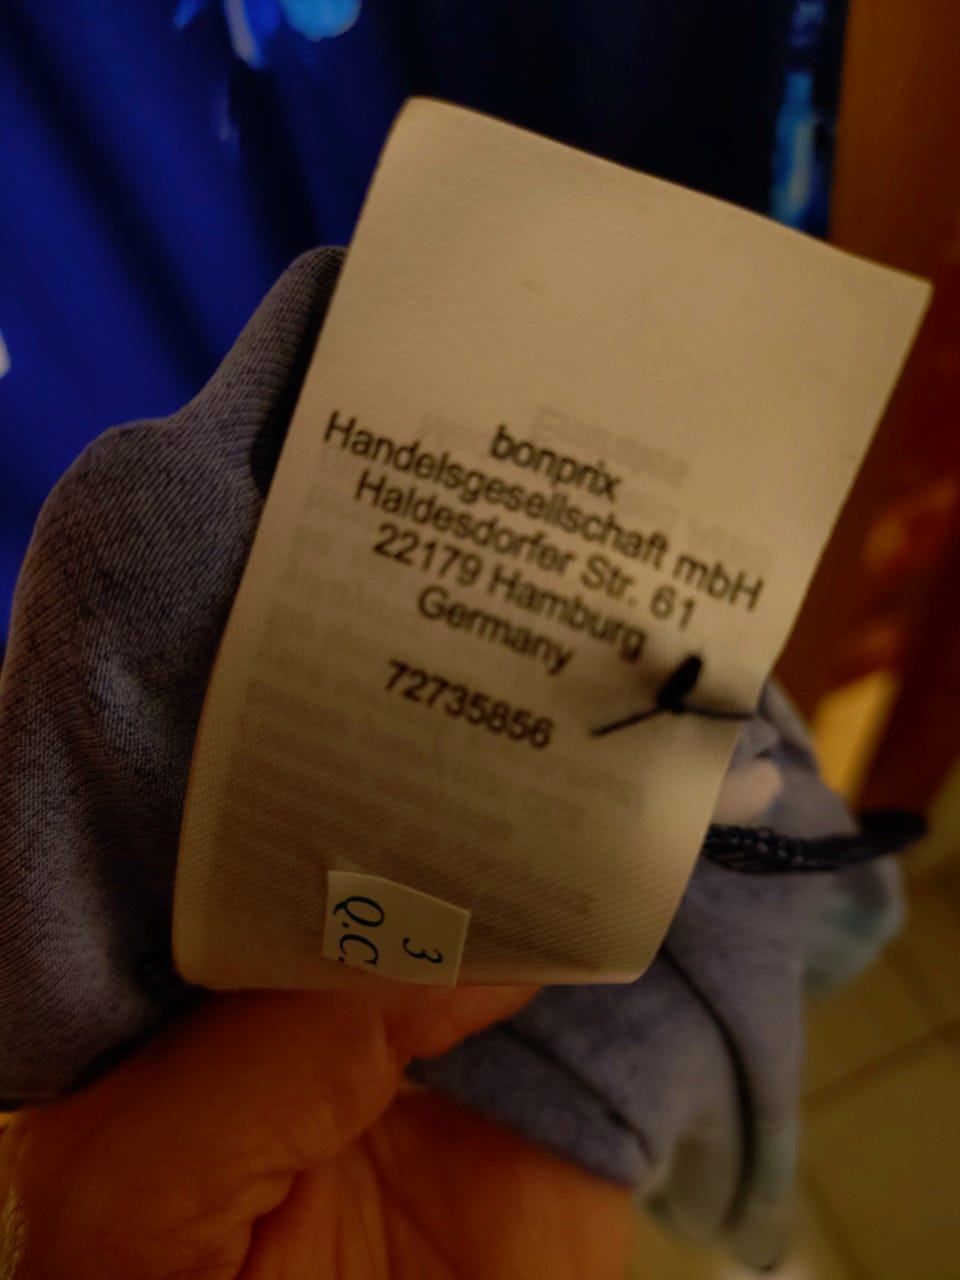 bonprix
Handelsgesellschaft mbH
Haldesdorfer Str. 61
22179 Hamburg
Germany
72735856
3
Q.C.